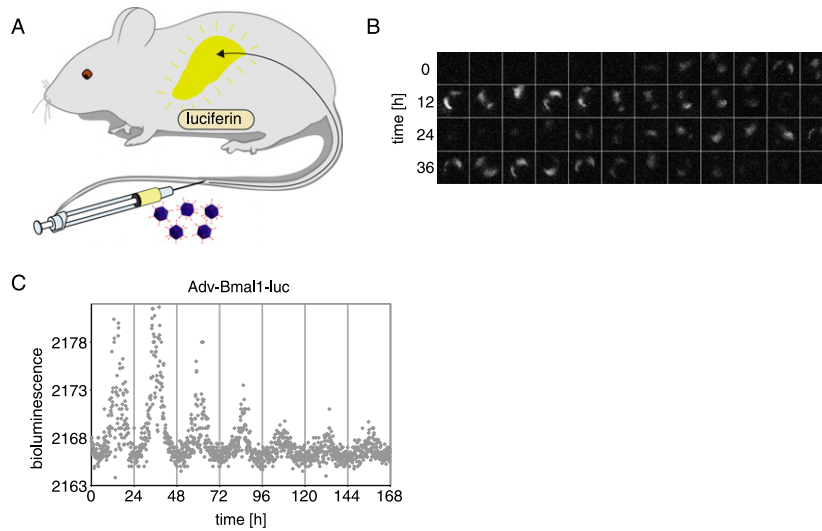 A
luciferin
B
time [h]
0
12
24
36
C
Adv-Bmal1-luc
bioluminescence
2178
2173
2168
2163
0 24 48 72 96 120 144 168
time [h]